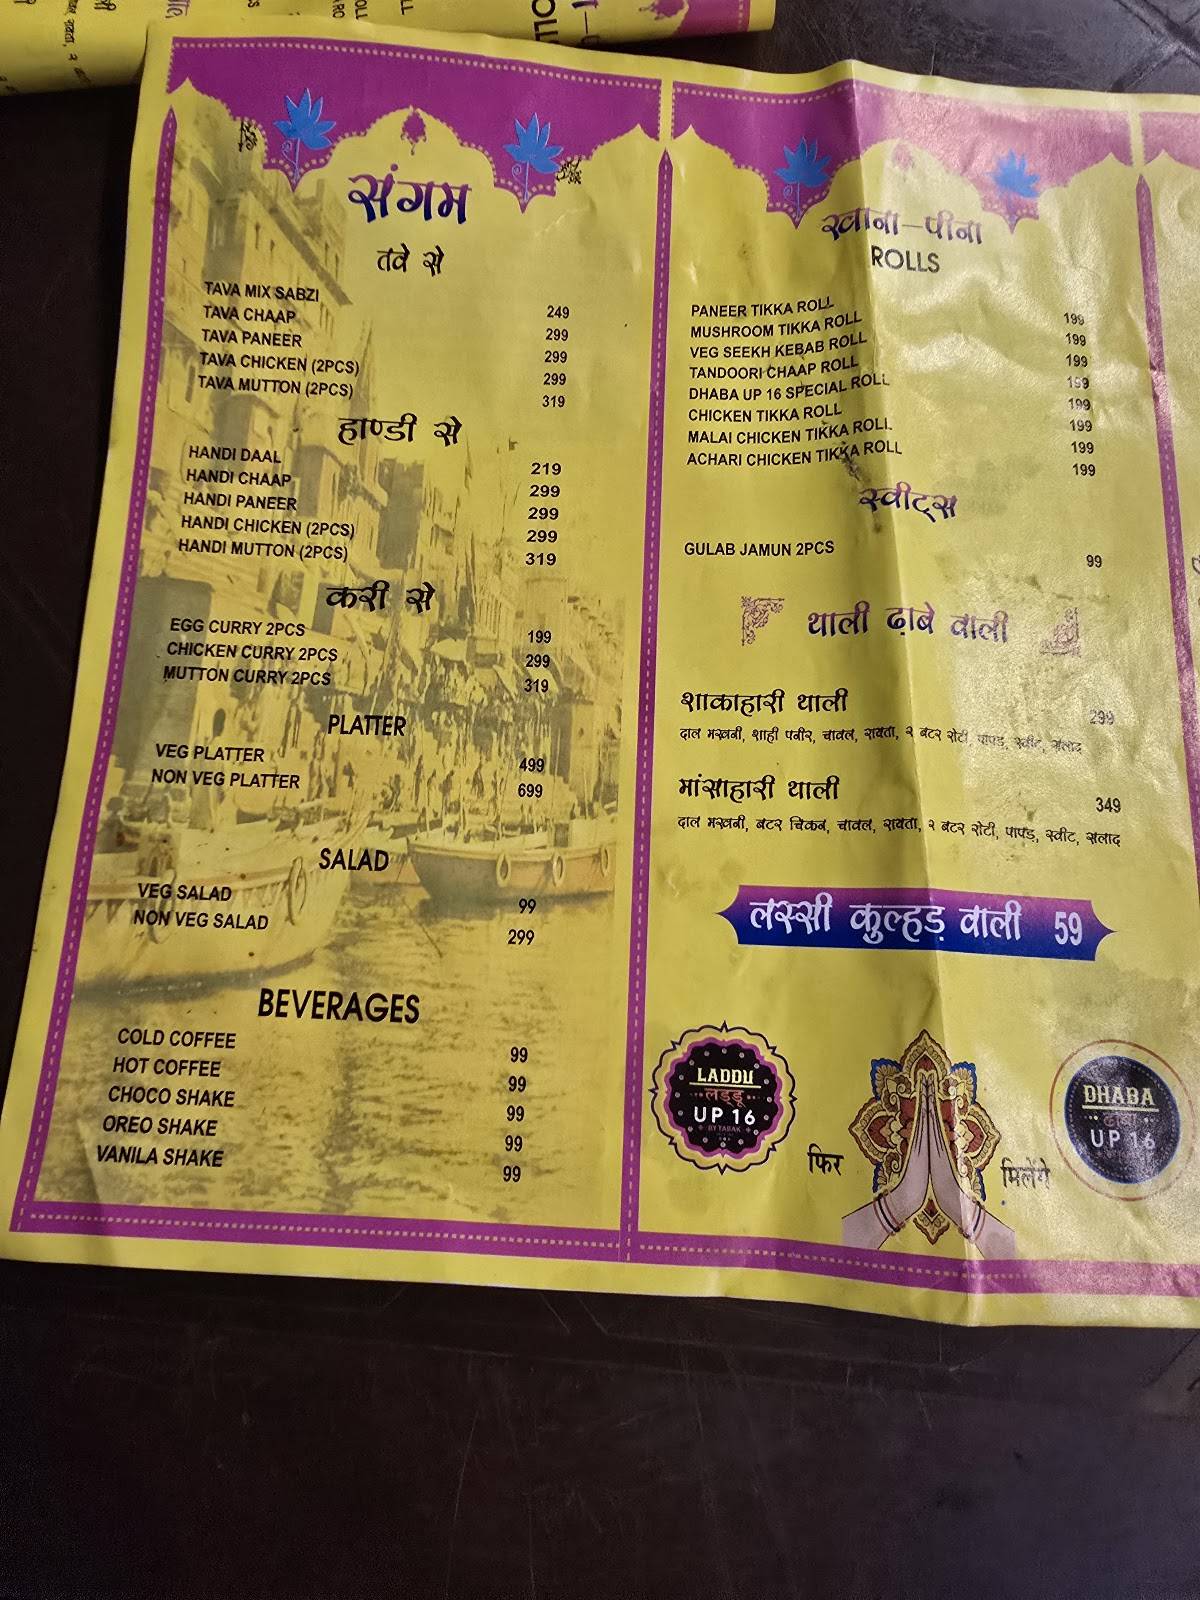 संगम
तवे से
TAVA MIX SABZI 249
TAVA CHAAP 299
TAVA PANEER 299
TAVA CHICKEN (2PCS) 299
TAVA MUTTON (2PCS) 319
हाण्डी से
HANDI DAAL 219
HANDI CHAAP 299
HANDI PANEER 299
HANDI CHICKEN (2PCS) 299
HANDI MUTTON (2PCS) 319
करी से
EGG CURRY 2PCS 199
CHICKEN CURRY 2PCS 299
MUTTON CURRY 2PCS 319
PLATTER
VEG PLATTER 499
NON VEG PLATTER 699
SALAD
VEG SALAD 99
NON VEG SALAD 299
BEVERAGES
COLD COFFEE 99
HOT COFFEE 99
CHOCO SHAKE 99
OREO SHAKE 99
VANILA SHAKE 99
खाना-पीना
ROLLS
PANEER TIKKA ROLL 199
MUSHROOM TIKKA ROLL 199
VEG SEEKH KEBAB ROLL 199
TANDOORI CHAAP ROLL 199
DHABA UP 16 SPECIAL ROLL 199
CHICKEN TIKKA ROLL 199
MALAI CHICKEN TIKKA ROLL 199
ACHARI CHICKEN TIKKA ROLL 199
स्वीट्स
GULAB JAMUN 2PCS 99
थाली ढ़ाबे वाली
शाकाहारी थाली 299
दाल मखनी, शाही पनीर, चावल, रायता, २ बटर रोटी, पापड़, स्वीट, सलाद
मांसाहारी थाली 349
दाल मखनी, बटर चिकन, चावल, रायता, २ बटर रोटी, पापड़, स्वीट, सलाद
लस्सी कुल्हड़ वाली 59
LADDU
लड्डू
UP 16
BY TABAK
फिर
मिलेंगे
DHABA
ढाबा
UP 16